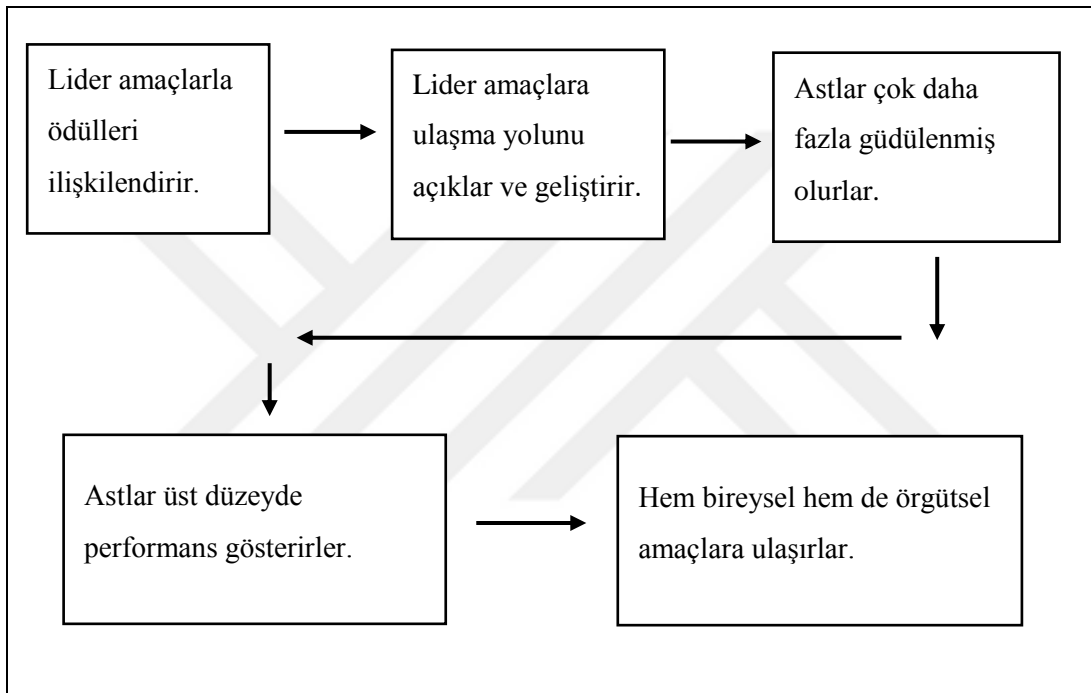 Lider amaçlarla
ödülleri
ilişkilendirir.
Lider amaçlara
ulaşma yolunu
açıklar ve geliştirir.
Astlar çok daha
fazla güdülenmiş
olurlar.
Astlar üst düzeyde
performans gösterirler.
Hem bireysel hem de örgütsel
amaçlara ulaşırlar.